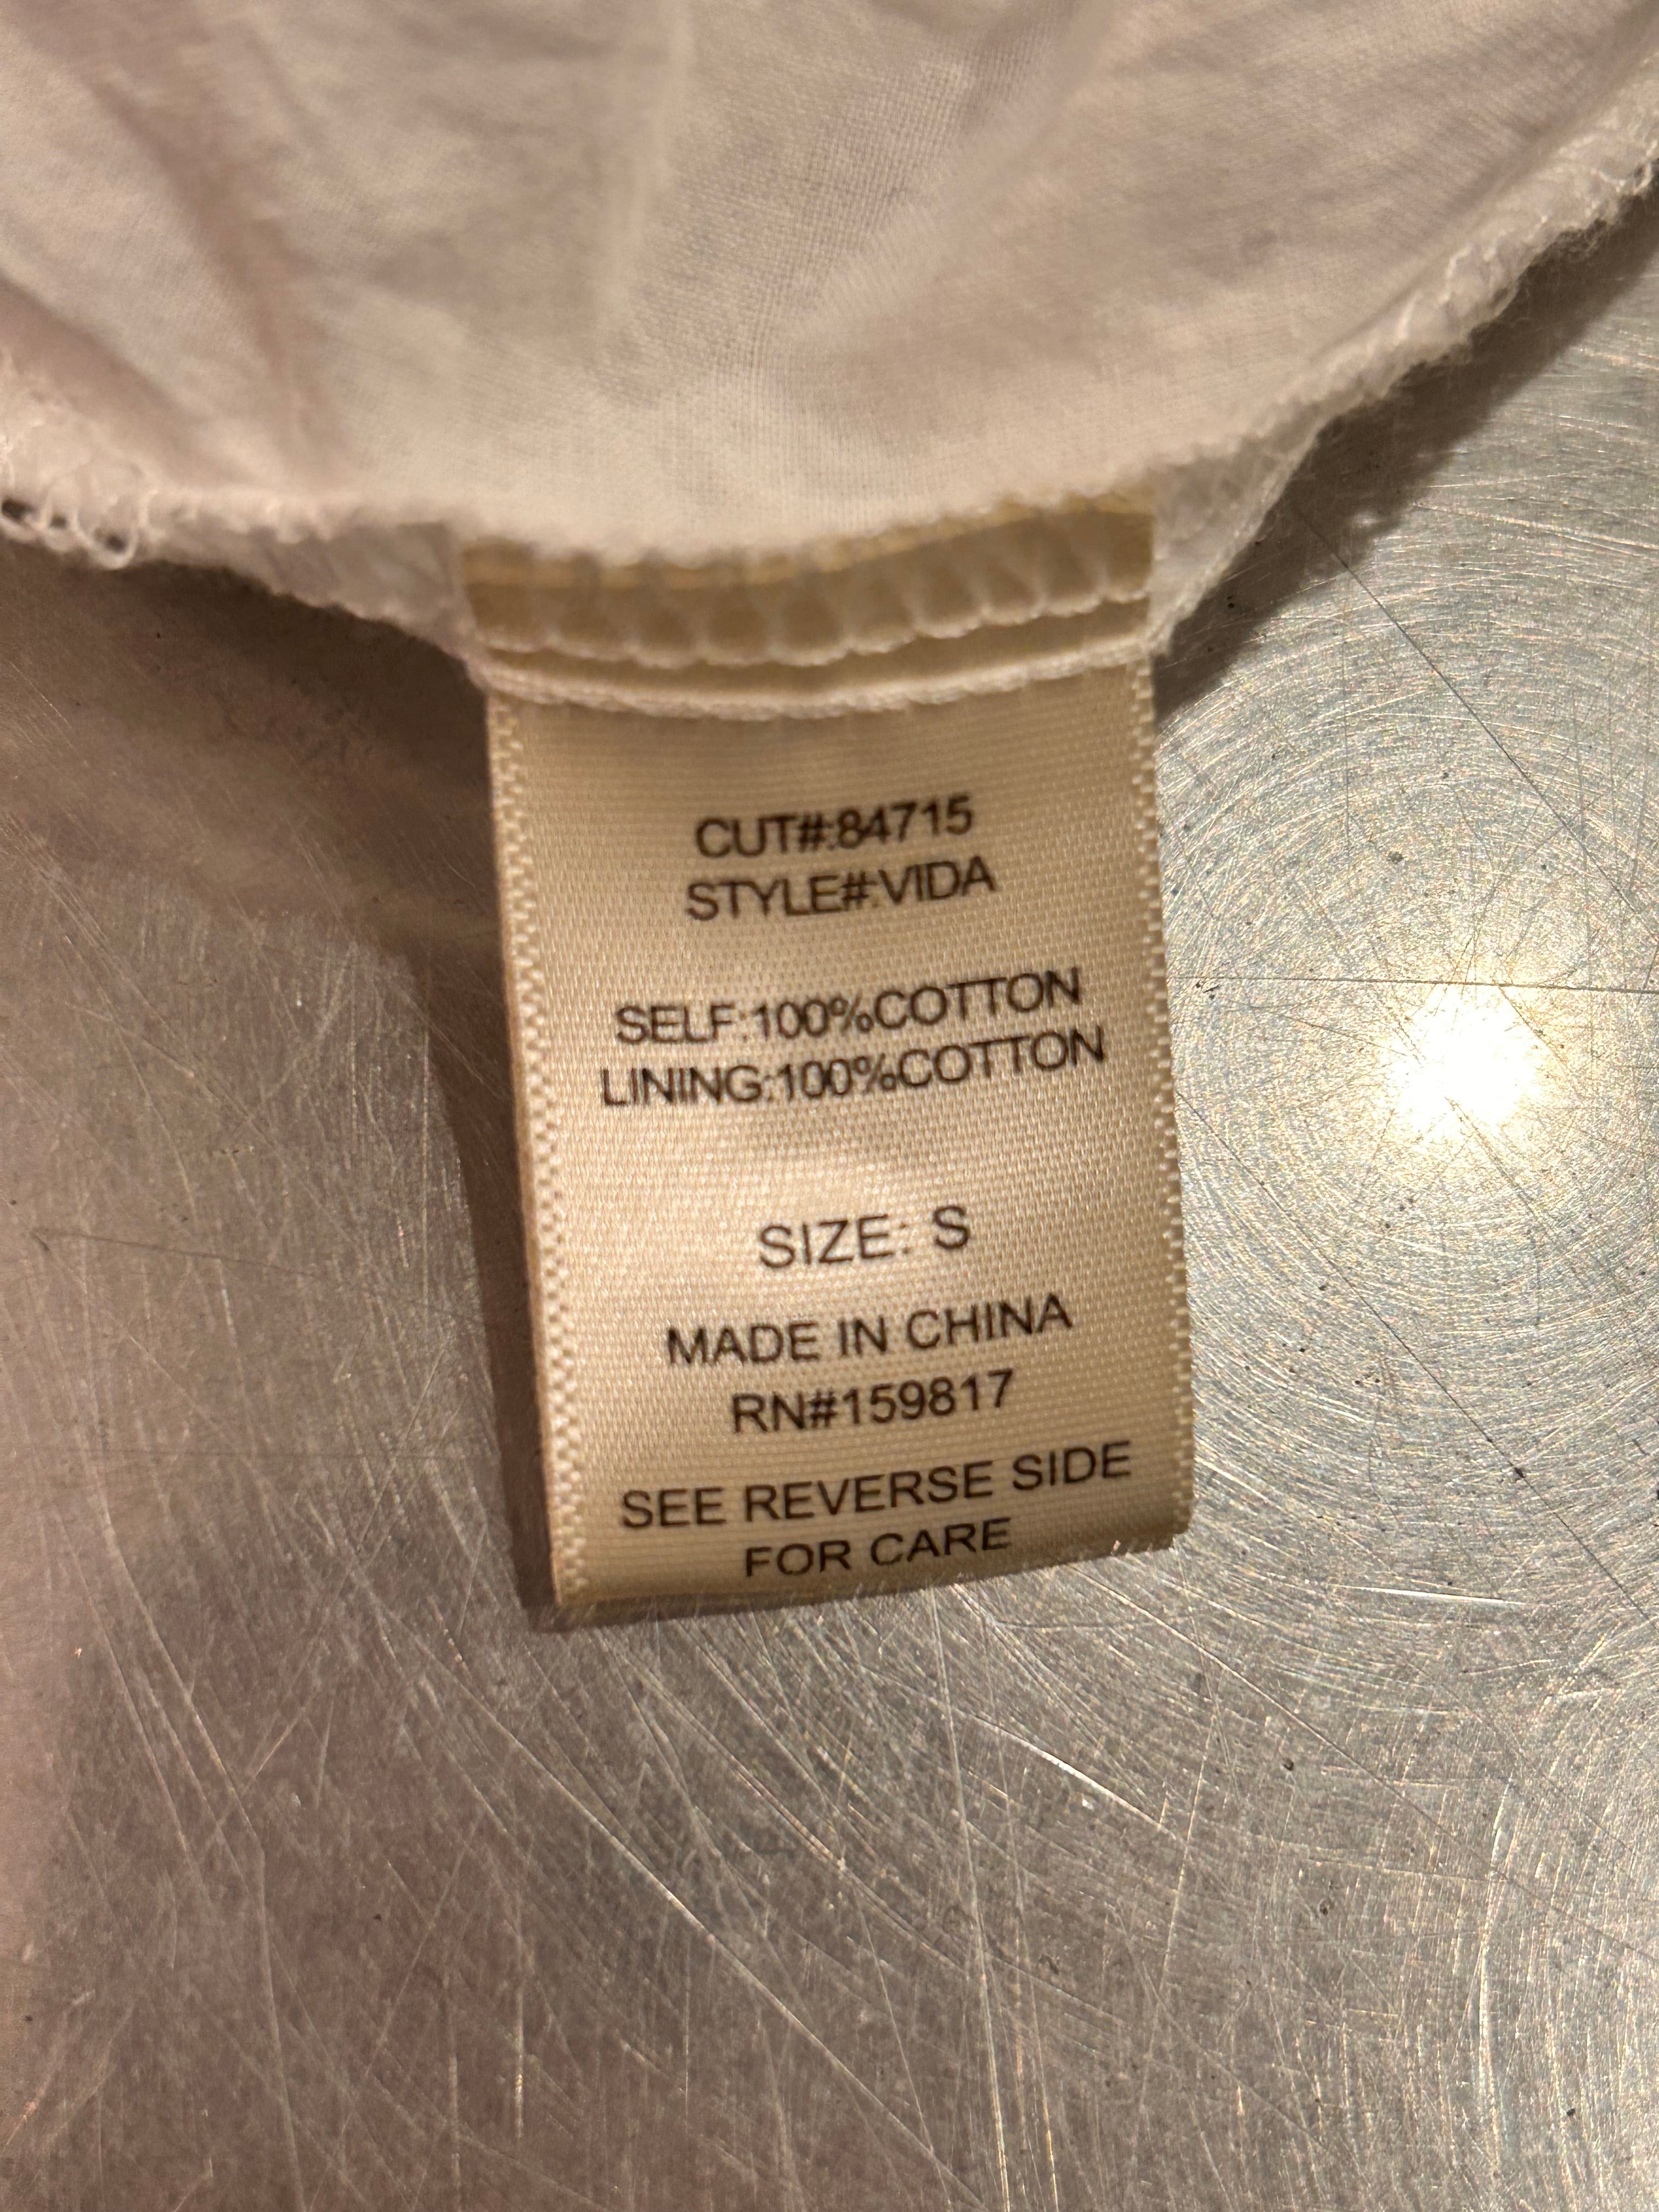 CUT#:84715
STYLE#:VIDA
SELF:100%COTTON
LINING:100%COTTON
SIZE: S
MADE IN CHINA
RN#159817
SEE REVERSE SIDE
FOR CARE